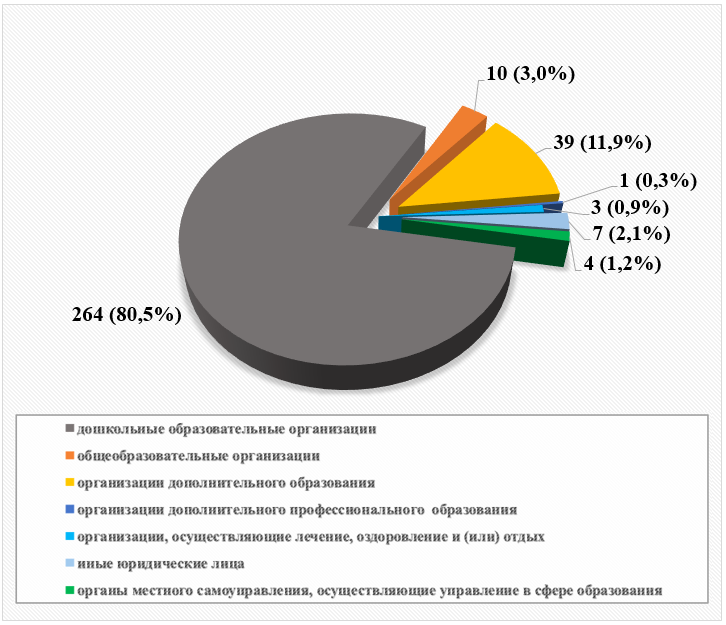 10 (3,0%)
39 (11,9%)
1 (0,3%)
3 (0,9%)
7 (2,1%)
4 (1,2%)
264 (80,5%)
дошкольные образовательные организации
общеобразовательные организации
организации дополнительного образования
организации дополнительного профессионального образования
организации, осуществляющие лечение, оздоровление и (или) отдых
иные юридические лица
органы местного самоуправления, осуществляющие управление в сфере образования